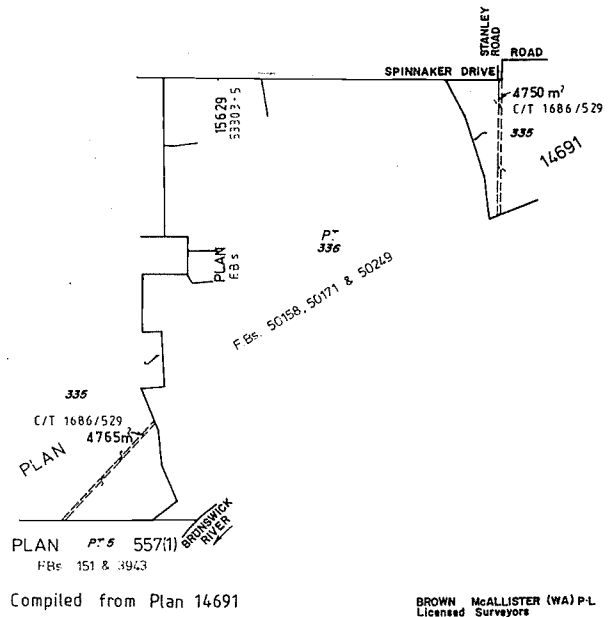 STANLEY
ROAD
ROAD
SPINNAKER DRIVE
4750 m²
C/T 1686/529
335
14691
15629
53303-5
PT
336
PLAN
F.Bs
F.Bs. 50158, 50171 & 50249
335
C/T 1686/529
4765m²
PLAN
BRUNSWICK
RIVER
PLAN PT 5 557(1)
F.Bs 151 & 3943
Compiled from Plan 14691
BROWN McALLISTER (WA) P·L
Licensed Surveyors